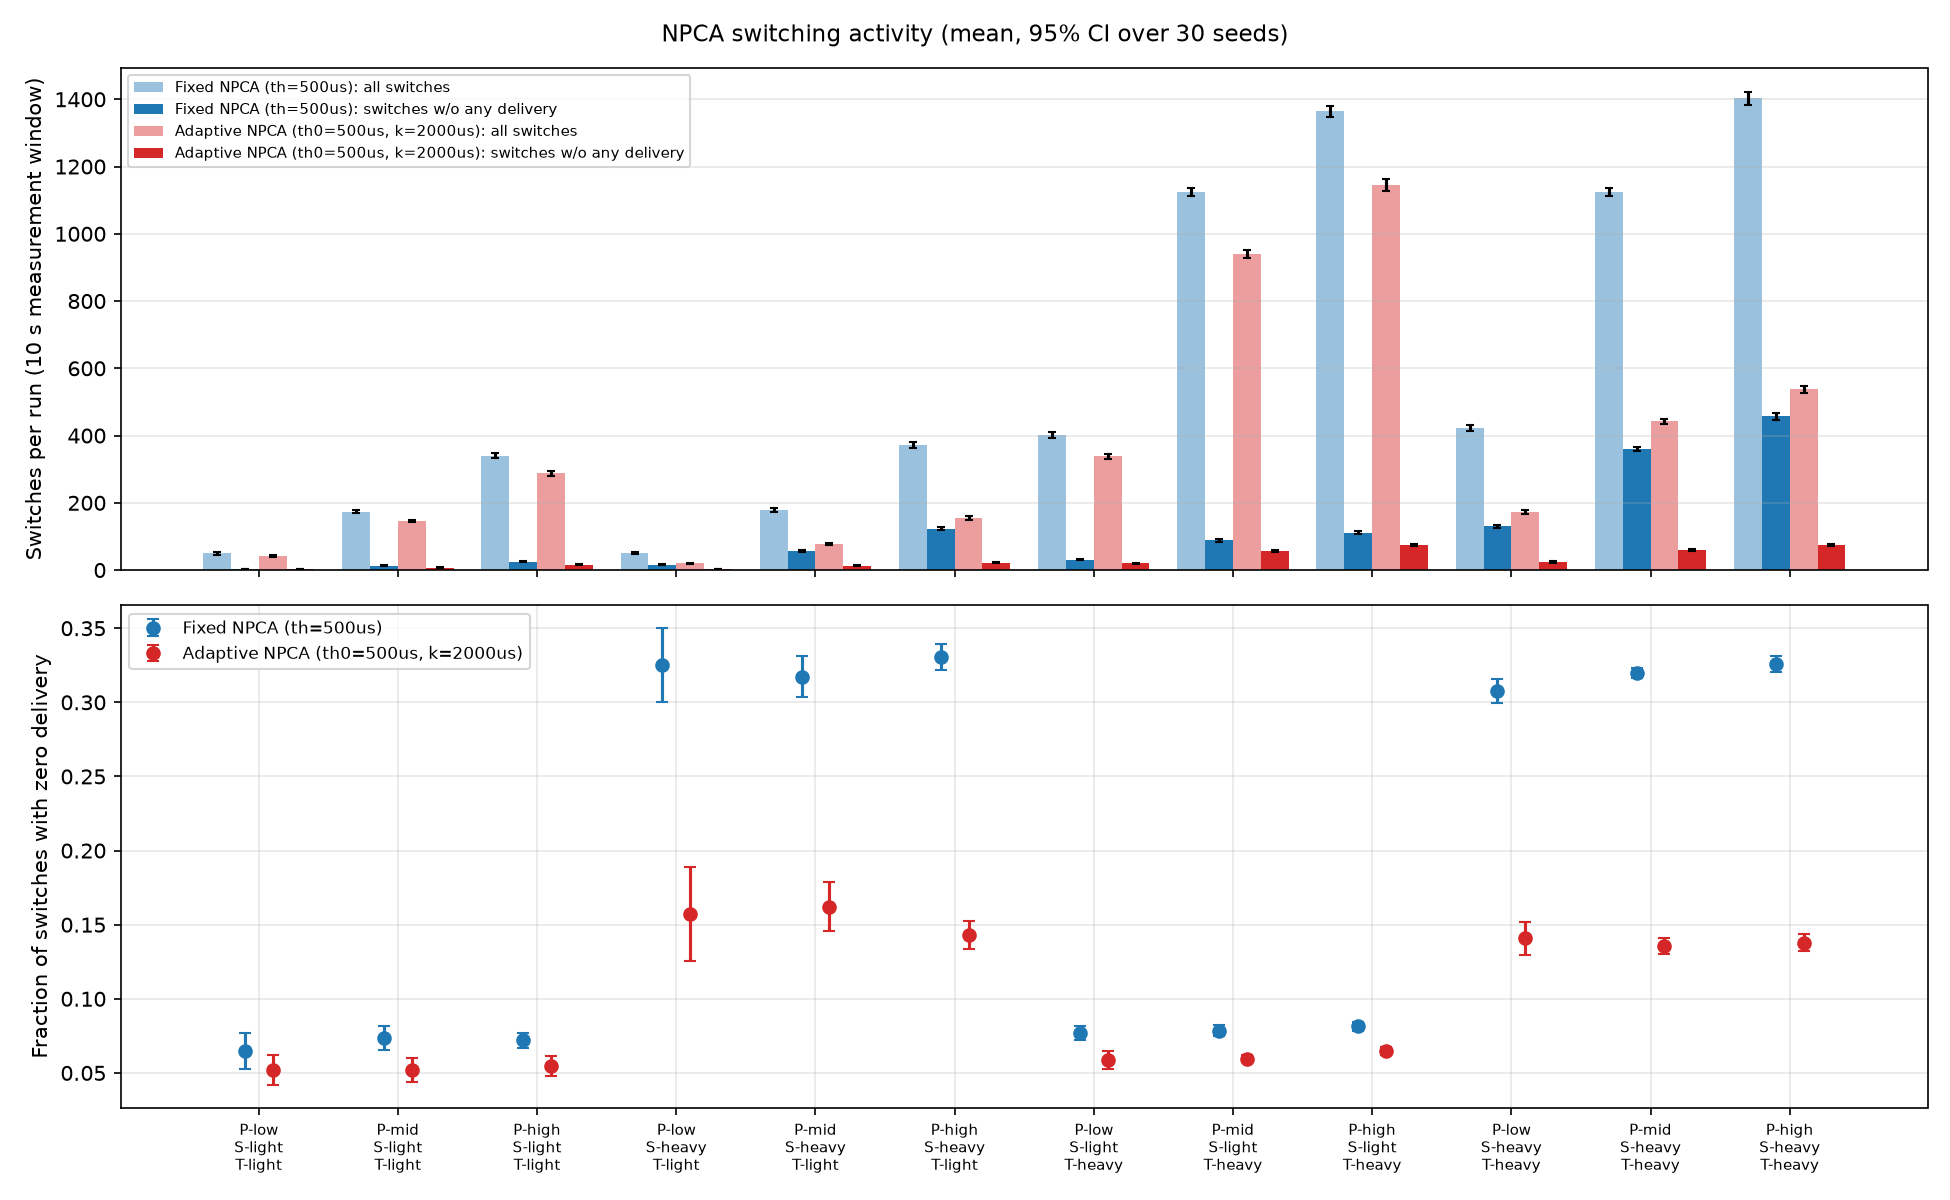 NPCA switching activity (mean, 95% CI over 30 seeds)
Switches per run (10 s measurement window)
1400
1200
1000
800
600
400
200
0
Fixed NPCA (th=500us): all switches
Fixed NPCA (th=500us): switches w/o any delivery
Adaptive NPCA (th0=500us, k=2000us): all switches
Adaptive NPCA (th0=500us, k=2000us): switches w/o any delivery
Fraction of switches with zero delivery
0.35
0.30
0.25
0.20
0.15
0.10
0.05
Fixed NPCA (th=500us)
Adaptive NPCA (th0=500us, k=2000us)
P-low
S-light
T-light
P-mid
S-light
T-light
P-high
S-light
T-light
P-low
S-heavy
T-light
P-mid
S-heavy
T-light
P-high
S-heavy
T-light
P-low
S-light
T-heavy
P-mid
S-light
T-heavy
P-high
S-light
T-heavy
P-low
S-heavy
T-heavy
P-mid
S-heavy
T-heavy
P-high
S-heavy
T-heavy